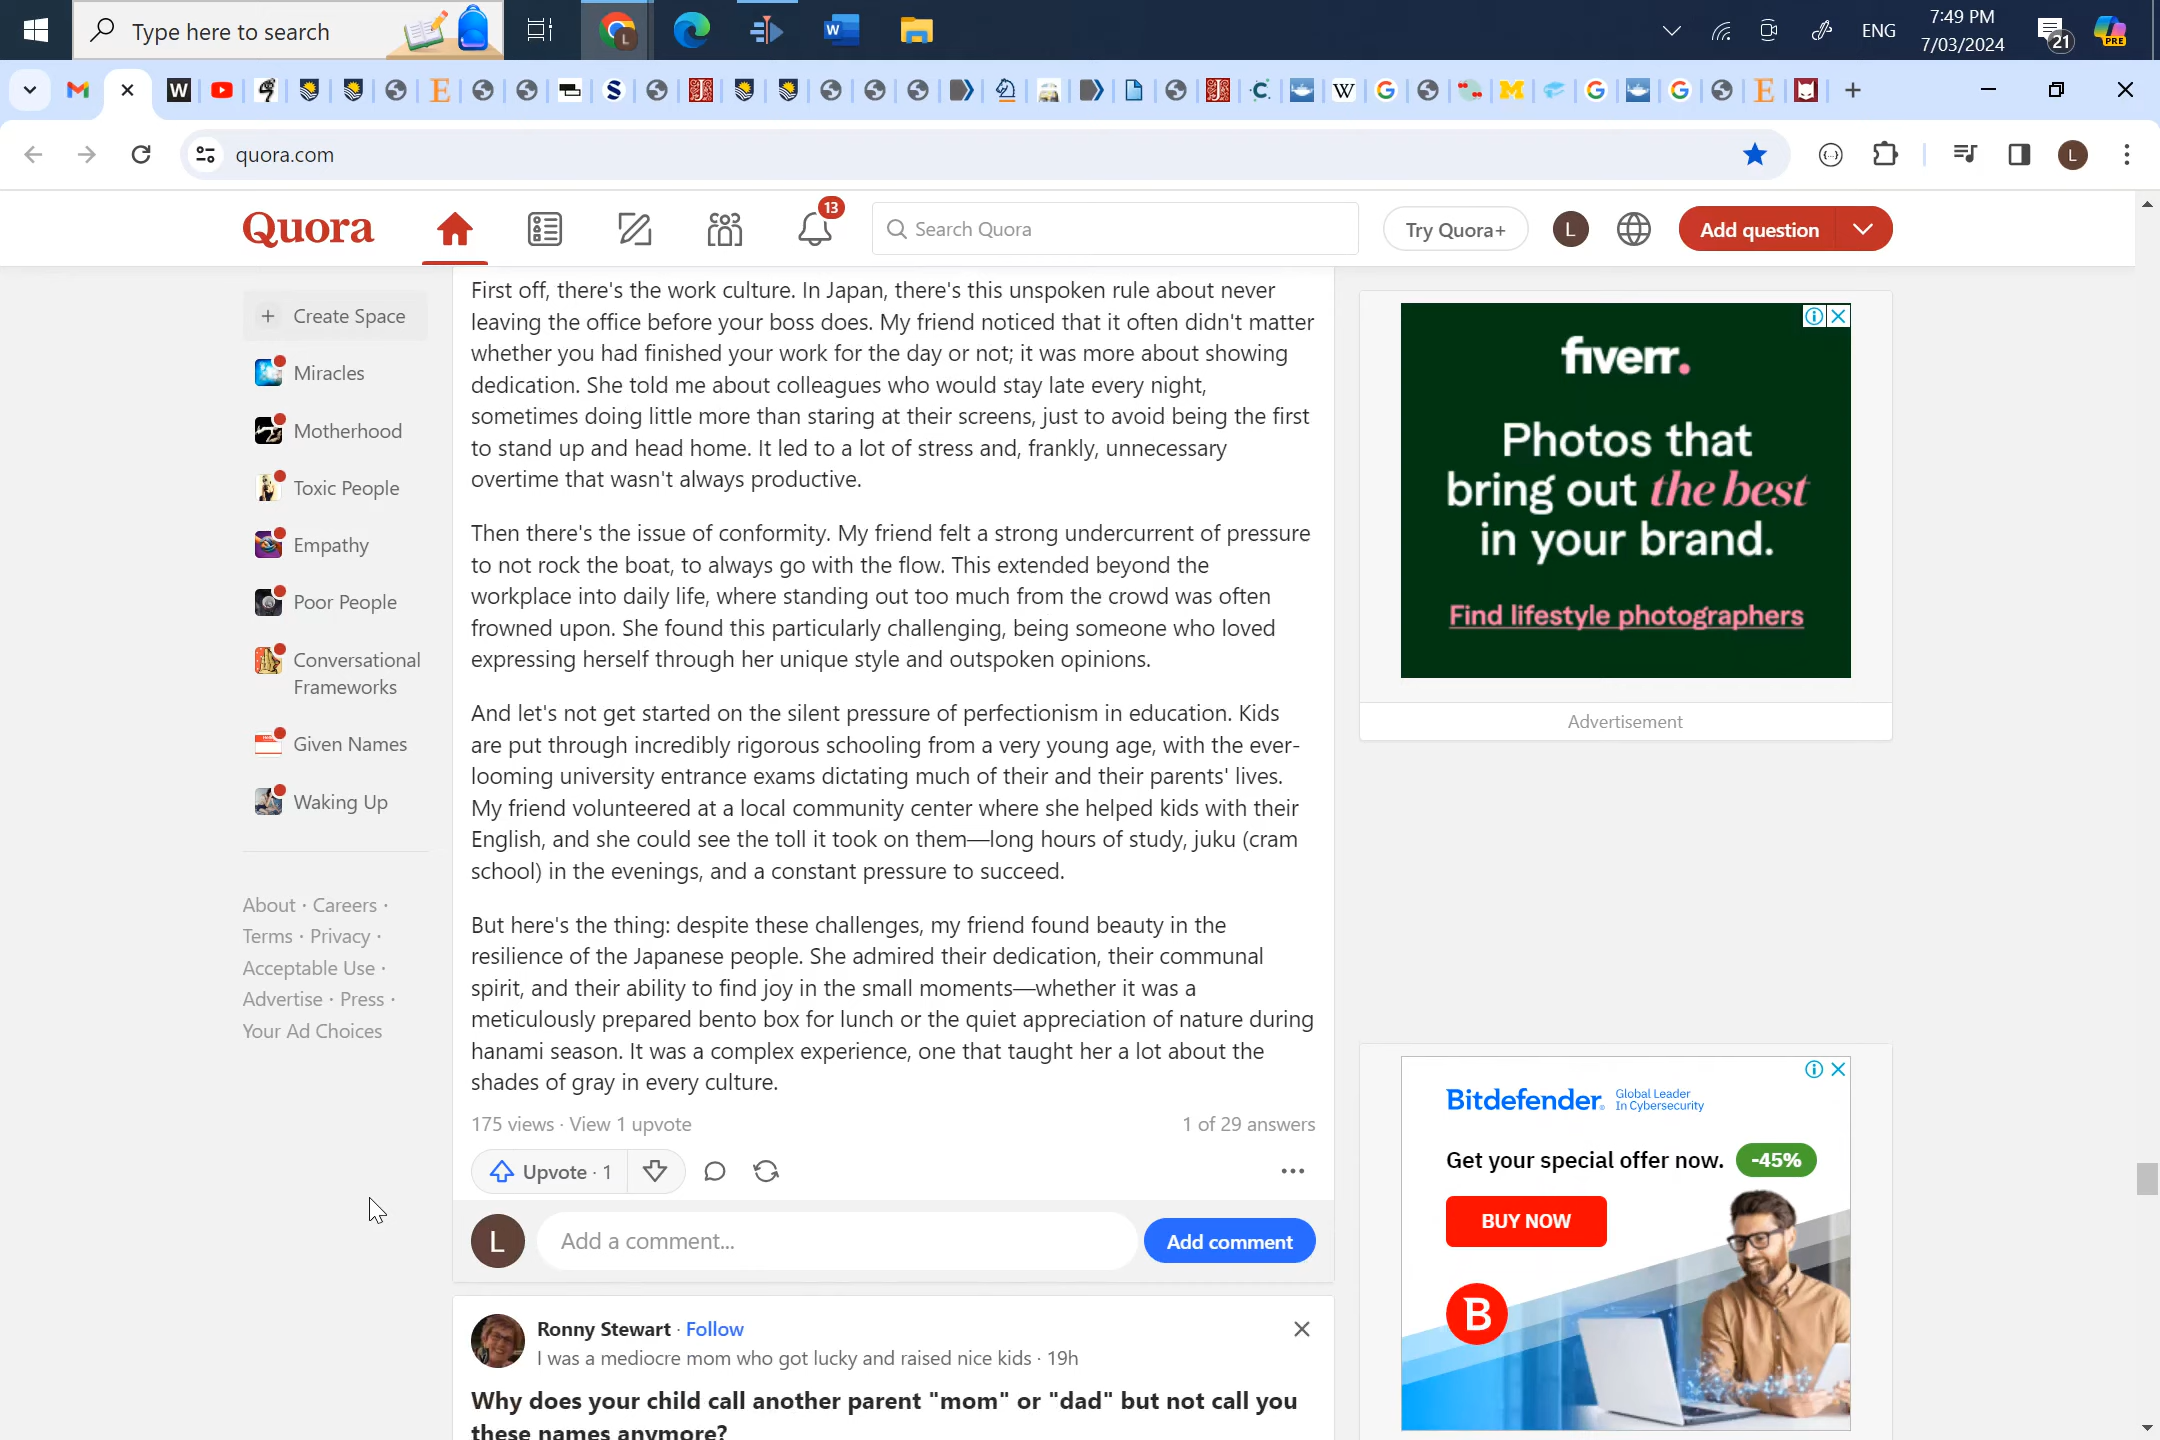 Type here to search
ENG
7:49 PM
7/03/2024
21
PRE
quora.com
L
Quora
13
Search Quora
Try Quora+
L
Add question
Create Space
Miracles
Motherhood
Toxic People
Empathy
Poor People
Conversational
Frameworks
Given Names
Waking Up
About · Careers ·
Terms · Privacy ·
Acceptable Use ·
Advertise · Press ·
Your Ad Choices
First off, there's the work culture. In Japan, there's this unspoken rule about never
leaving the office before your boss does. My friend noticed that it often didn't matter
whether you had finished your work for the day or not; it was more about showing
dedication. She told me about colleagues who would stay late every night,
sometimes doing little more than staring at their screens, just to avoid being the first
to stand up and head home. It led to a lot of stress and, frankly, unnecessary
overtime that wasn't always productive.
Then there's the issue of conformity. My friend felt a strong undercurrent of pressure
to not rock the boat, to always go with the flow. This extended beyond the
workplace into daily life, where standing out too much from the crowd was often
frowned upon. She found this particularly challenging, being someone who loved
expressing herself through her unique style and outspoken opinions.
And let's not get started on the silent pressure of perfectionism in education. Kids
are put through incredibly rigorous schooling from a very young age, with the ever-
looming university entrance exams dictating much of their and their parents' lives.
My friend volunteered at a local community center where she helped kids with their
English, and she could see the toll it took on them—long hours of study, juku (cram
school) in the evenings, and a constant pressure to succeed.
But here's the thing: despite these challenges, my friend found beauty in the
resilience of the Japanese people. She admired their dedication, their communal
spirit, and their ability to find joy in the small moments—whether it was a
meticulously prepared bento box for lunch or the quiet appreciation of nature during
hanami season. It was a complex experience, one that taught her a lot about the
shades of gray in every culture.
175 views · View 1 upvote
1 of 29 answers
Upvote · 1
L
Add a comment...
Add comment
Ronny Stewart · Follow
I was a mediocre mom who got lucky and raised nice kids · 19h
Why does your child call another parent "mom" or "dad" but not call you
these names anymore?
fiverr.
Photos that
bring out the best
in your brand.
Find lifestyle photographers
Advertisement
Bitdefender
Global Leader
In Cybersecurity
Get your special offer now.
-45%
BUY NOW
B